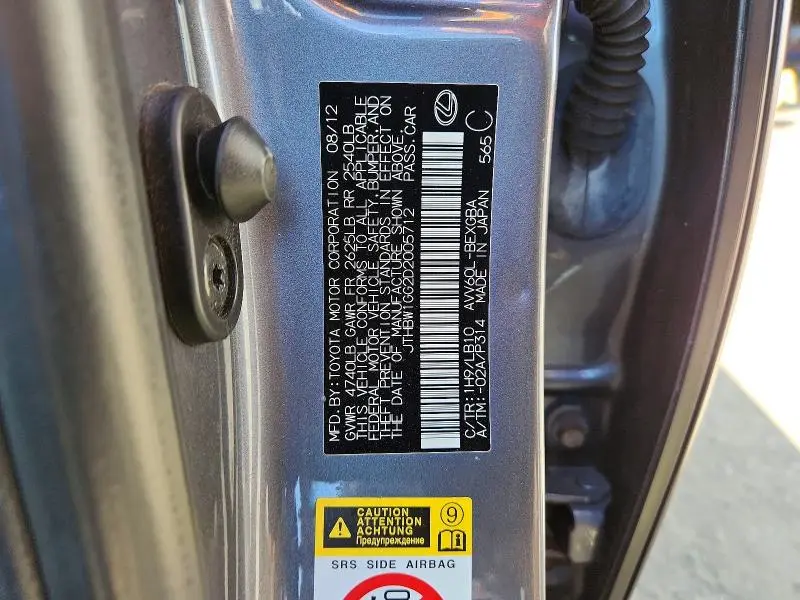 MFD.BY:TOYOTA MOTOR CORPORATION 08/12
GVWR 4740LB GAWR FR 2625LB RR 2540LB
THIS VEHICLE CONFORMS TO ALL APPLICABLE
FEDERAL MOTOR VEHICLE SAFETY,BUMPER,AND
THEFT PREVENTION STANDARDS IN EFFECT ON
THE DATE OF MANUFACTURE SHOWN ABOVE.
JTHBW1GG2D2005712 PASS.CAR
C/TR:1H9/LB10 AVV60L-BEXGBA
A/TM:-02A/P314 MADE IN JAPAN 565 C
CAUTION
ATTENTION
ACHTUNG
Предупреждение
9
i
SRS SIDE AIRBAG